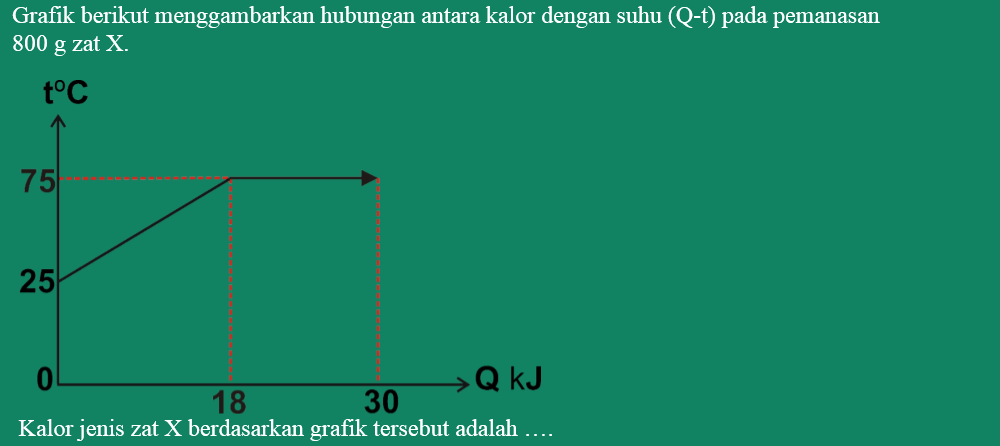 Grafik berikut menggambarkan hubungan antara kalor dengan suhu (Q-t) pada pemanasan
800 g zat X.
t°C
75
25
0
Q kJ
18
30
Kalor jenis zat X berdasarkan grafik tersebut adalah ….